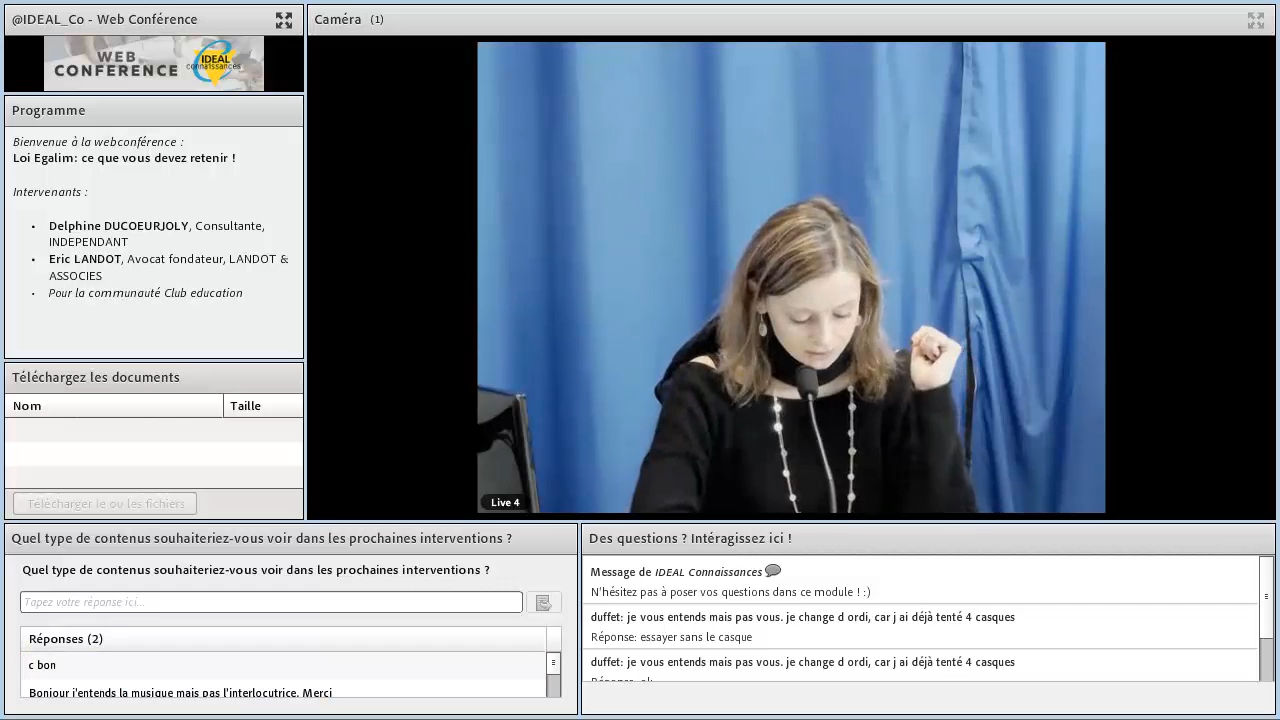 @IDEAL_Co - Web Conférence
WEB
CONFERENCE
IDEAL
connaissances
Programme
Bienvenue à la webconférence :
Loi Egalim: ce que vous devez retenir !
Intervenants :
• Delphine DUCOEURJOLY, Consultante,
INDEPENDANT
• Eric LANDOT, Avocat fondateur, LANDOT &
ASSOCIES
• Pour la communauté Club education
Téléchargez les documents
Nom Taille
Télécharger le ou les fichiers
Caméra (1)
Live 4
Quel type de contenus souhaiteriez-vous voir dans les prochaines interventions ?
Quel type de contenus souhaiteriez-vous voir dans les prochaines interventions ?
Tapez votre réponse ici...
Réponses (2)
c bon
Bonjour j'entends la musique mais pas l'interlocutrice. Merci
Des questions ? Intéragissez ici !
Message de IDEAL Connaissances
N'hésitez pas à poser vos questions dans ce module ! :)
duffet: je vous entends mais pas vous. je change d ordi, car j ai déjà tenté 4 casques
Réponse: essayer sans le casque
duffet: je vous entends mais pas vous. je change d ordi, car j ai déjà tenté 4 casques